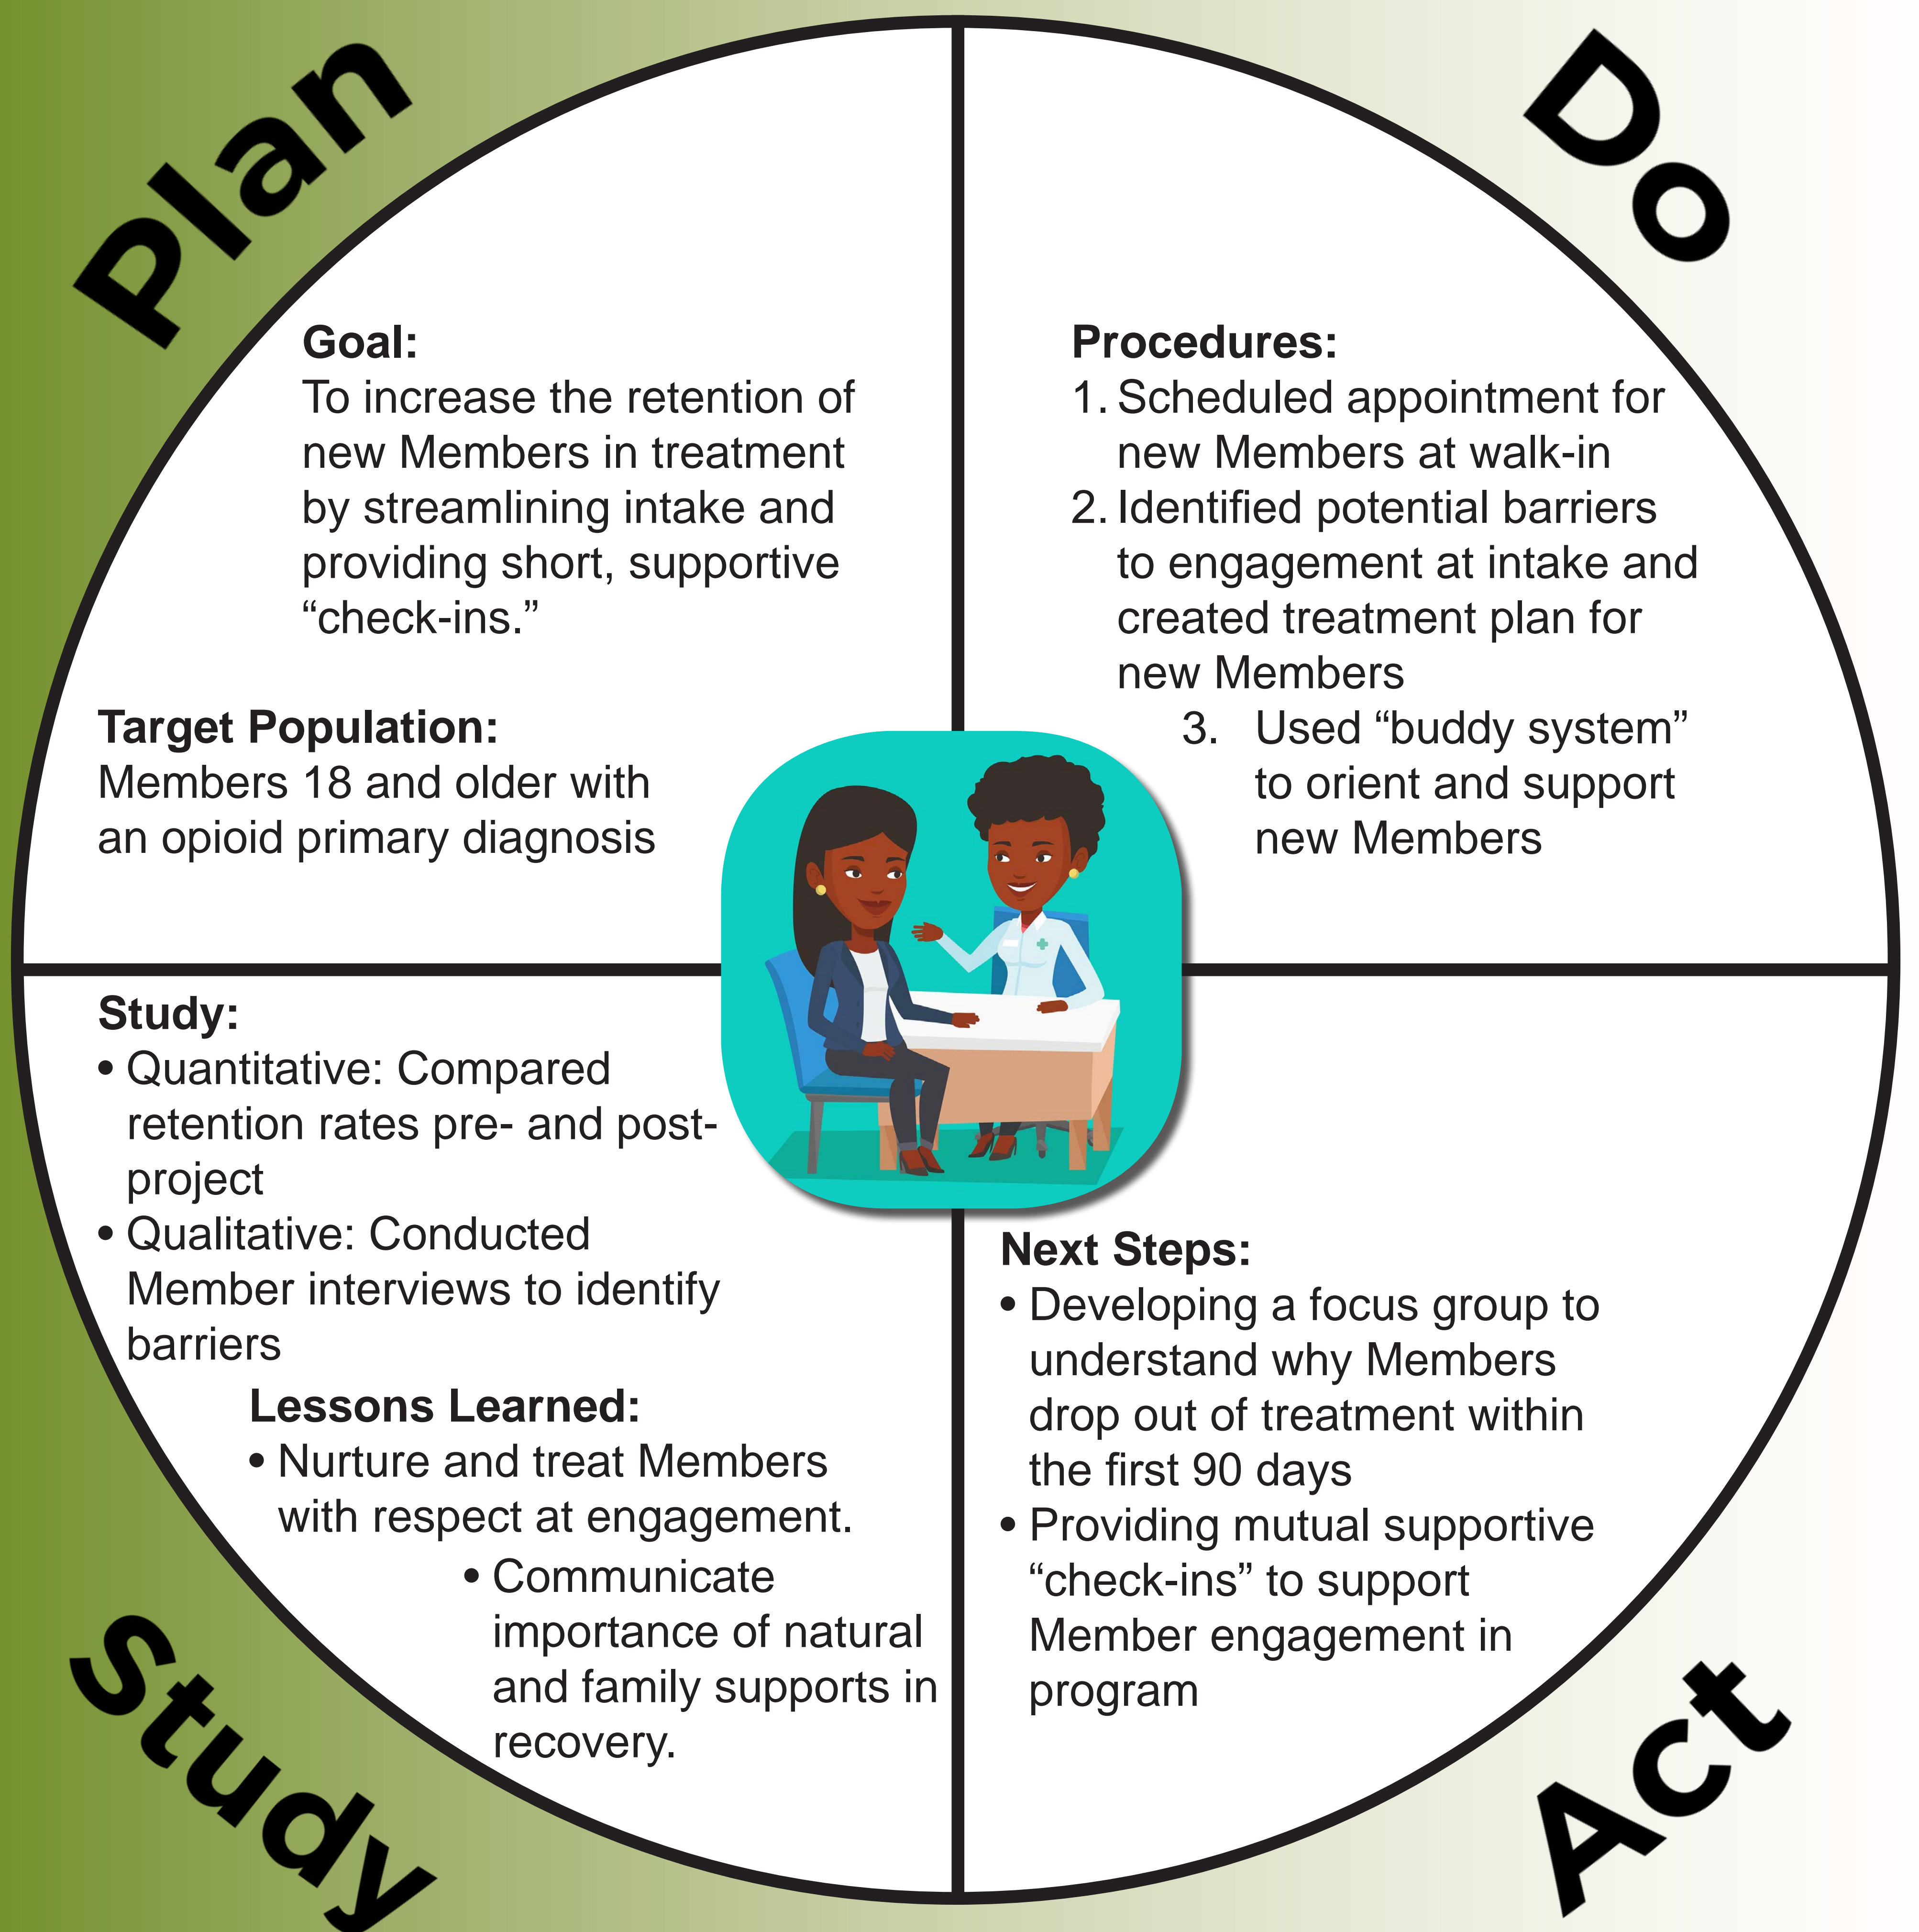 Plan
Goal:
To increase the retention of
new Members in treatment
by streamlining intake and
providing short, supportive
“check-ins.”
Target Population:
Members 18 and older with
an opioid primary diagnosis
Do
Procedures:
1. Scheduled appointment for
new Members at walk-in
2. Identified potential barriers
to engagement at intake and
created treatment plan for
new Members
3. Used “buddy system”
to orient and support
new Members
Study:
• Quantitative: Compared
retention rates pre- and post-
project
• Qualitative: Conducted
Member interviews to identify
barriers
Lessons Learned:
• Nurture and treat Members
with respect at engagement.
• Communicate
importance of natural
and family supports in
recovery.
Study
Next Steps:
• Developing a focus group to
understand why Members
drop out of treatment within
the first 90 days
• Providing mutual supportive
“check-ins” to support
Member engagement in
program
Act